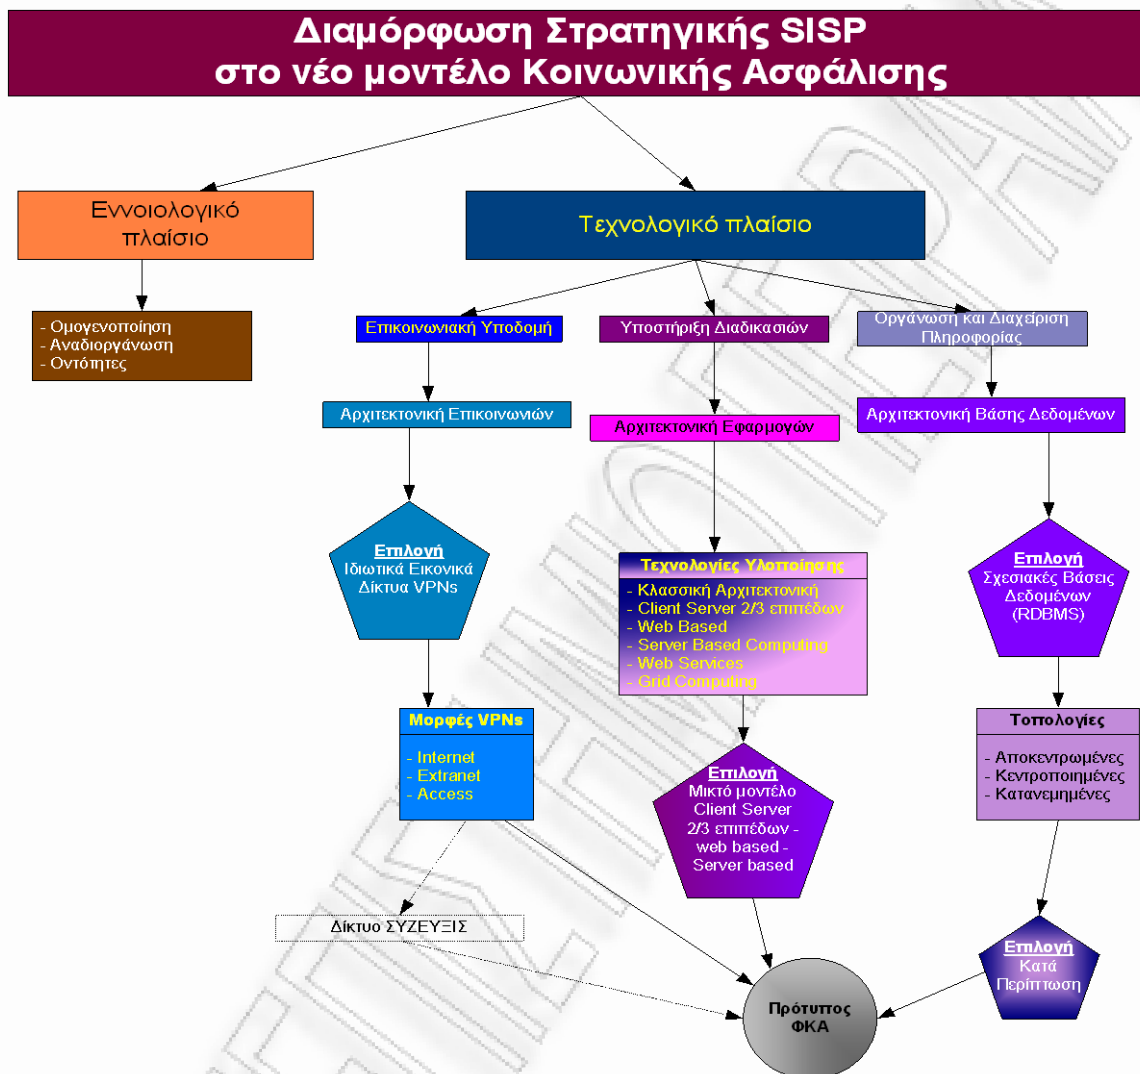 Διαμόρφωση Στρατηγικής SISP
στο νέο μοντέλο Κοινωνικής Ασφάλισης
Εννοιολογικό
πλαίσιο
Τεχνολογικό πλαίσιο
- Ομογενοποίηση
- Αναδιοργάνωση
- Οντότητες
Επικοινωνιακή Υποδομή
Υποστήριξη Διαδικασιών
Οργάνωση και Διαχείριση
Πληροφορίας
Αρχιτεκτονική Επικοινωνιών
Αρχιτεκτονική Εφαρμογών
Αρχιτεκτονική Βάσης Δεδομένων
Επιλογή
Ιδιωτικά Εικονικά
Δίκτυα VPNs
Τεχνολογίες Υλοποίησης
- Κλασσική Αρχιτεκτονική
- Client Server 2/3 επιπέδων
- Web Based
- Server Based Computing
- Web Services
- Grid Computing
Επιλογή
Σχεσιακές Βάσεις
Δεδομένων
(RDBMS)
Μορφές VPNs
- Internet
- Extranet
- Access
Επιλογή
Μικτό μοντέλο
Client Server
2/3 επιπέδων -
web based -
Server based
Τοπολογίες
- Αποκεντρωμένες
- Κεντροποιημένες
- Κατανεμημένες
Δίκτυο ΣΥΖΕΥΞΙΣ
Επιλογή
Κατά
Περίπτωση
Πρότυπος
ΦΚΑ